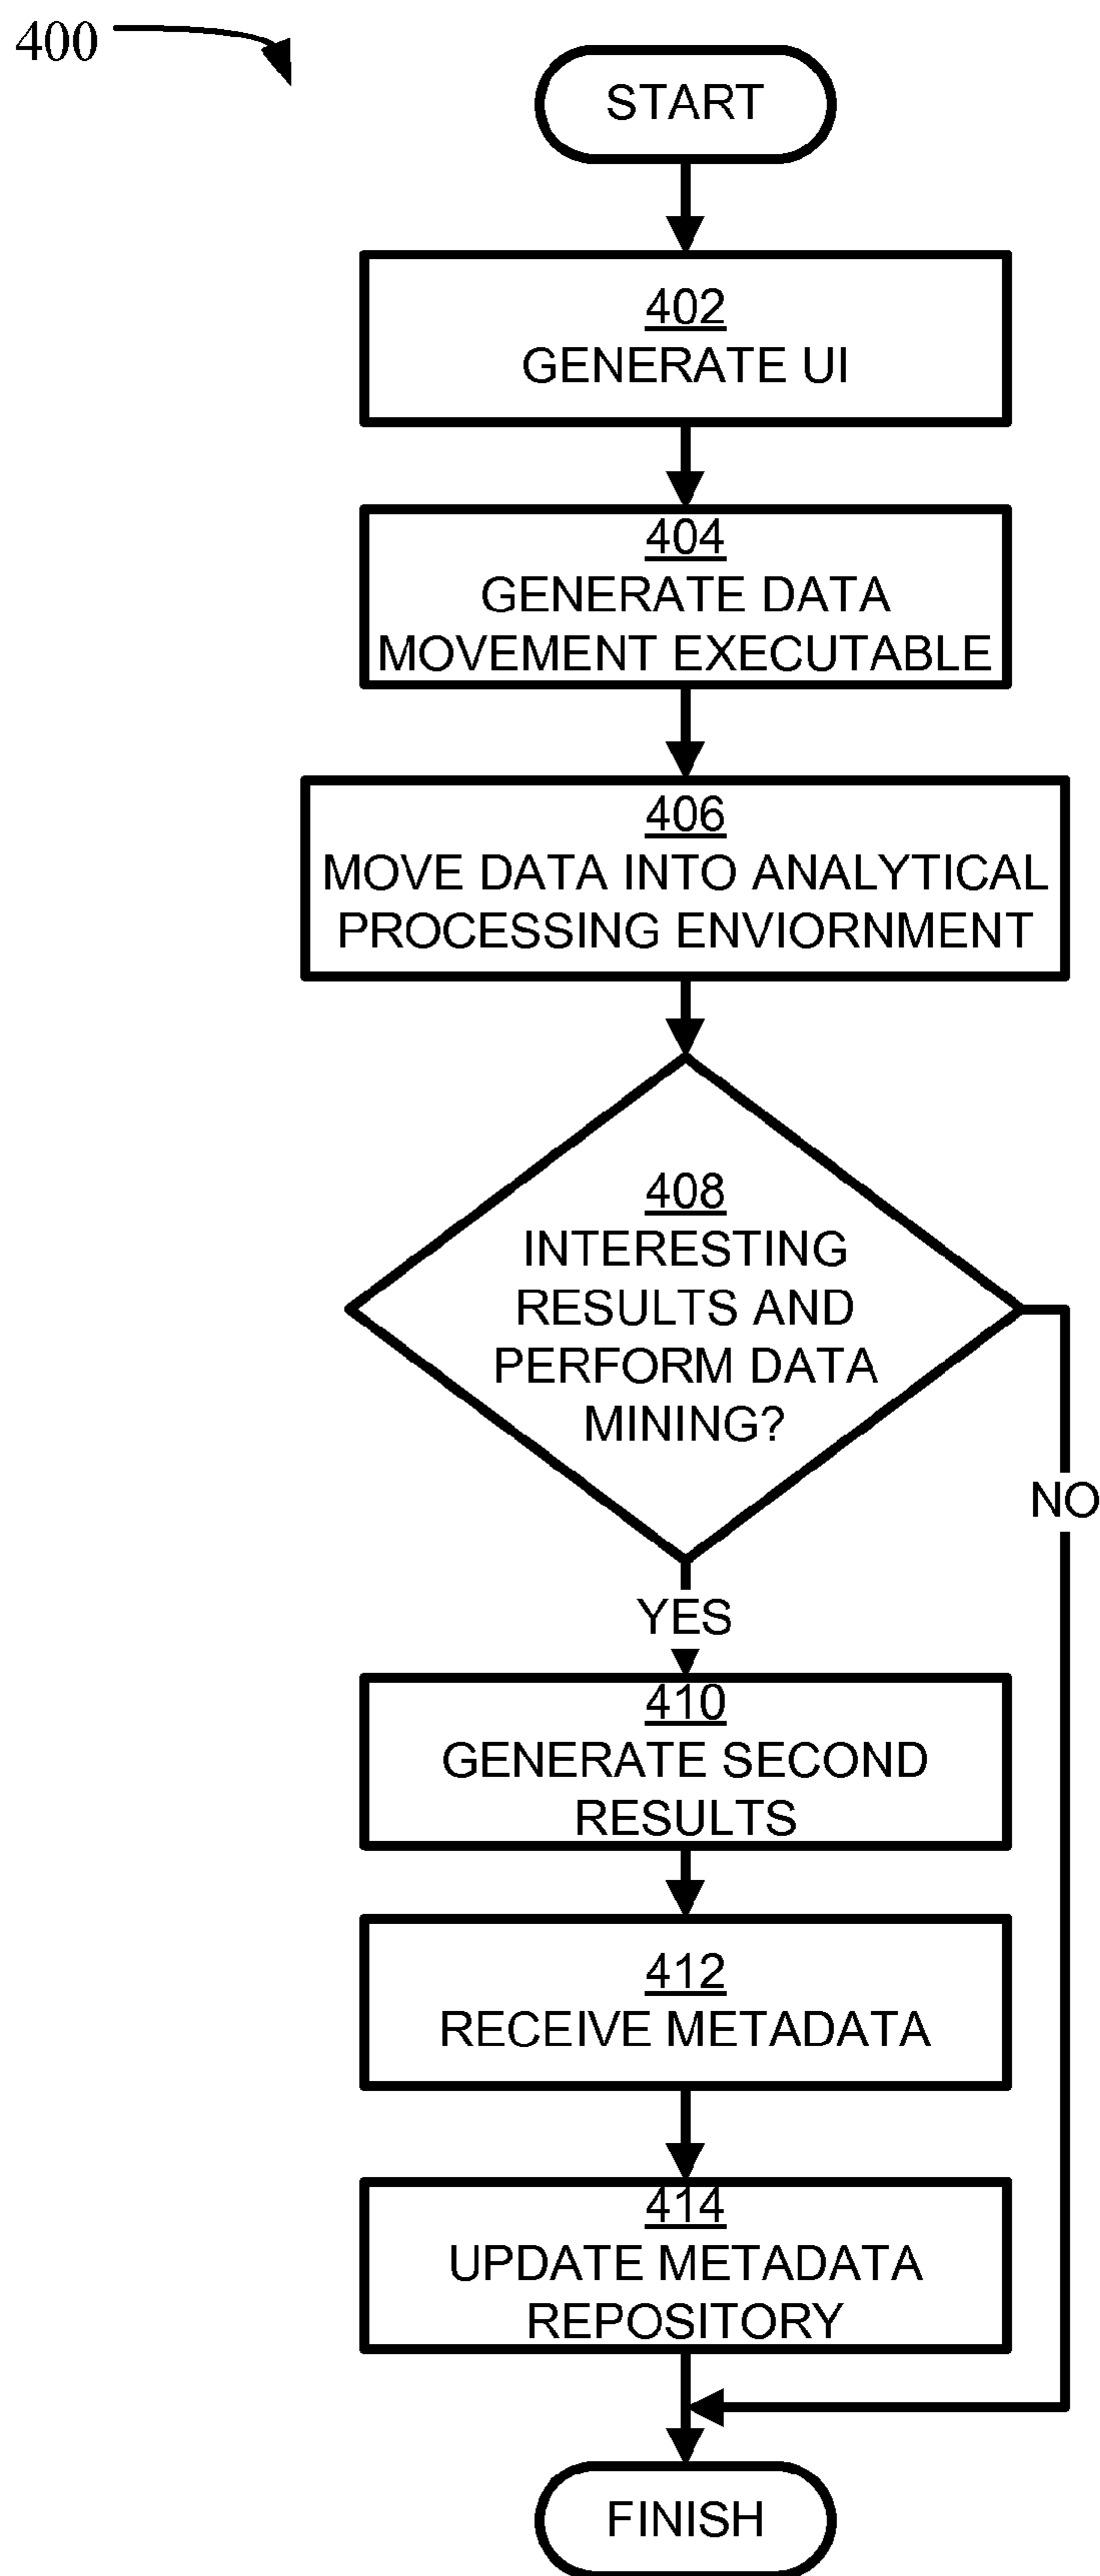 400
START
402
GENERATE UI
404
GENERATE DATA
MOVEMENT EXECUTABLE
406
MOVE DATA INTO ANALYTICAL
PROCESSING ENVIORNMENT
408
INTERESTING
RESULTS AND
PERFORM DATA
MINING?
NO
YES
410
GENERATE SECOND
RESULTS
412
RECEIVE METADATA
414
UPDATE METADATA
REPOSITORY
FINISH